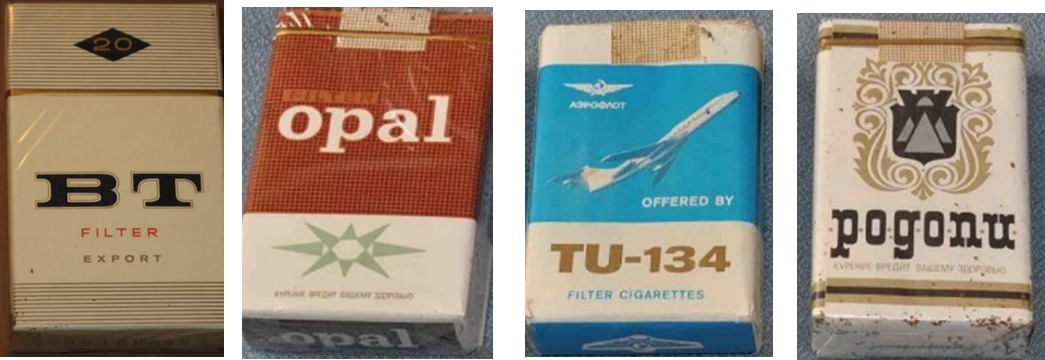 20
BT
FILTER
EXPORT
opal
КУРЕНИЕ ВРЕДИТ ВАШЕМУ ЗДОРОВЬЮ
opal
АЭРОФЛОТ
OFFERED BY
TU-134
FILTER CIGARETTES
родопи
КУРЕНИЕ ВРЕДИТ ВАШЕМУ ЗДОРОВЬЮ